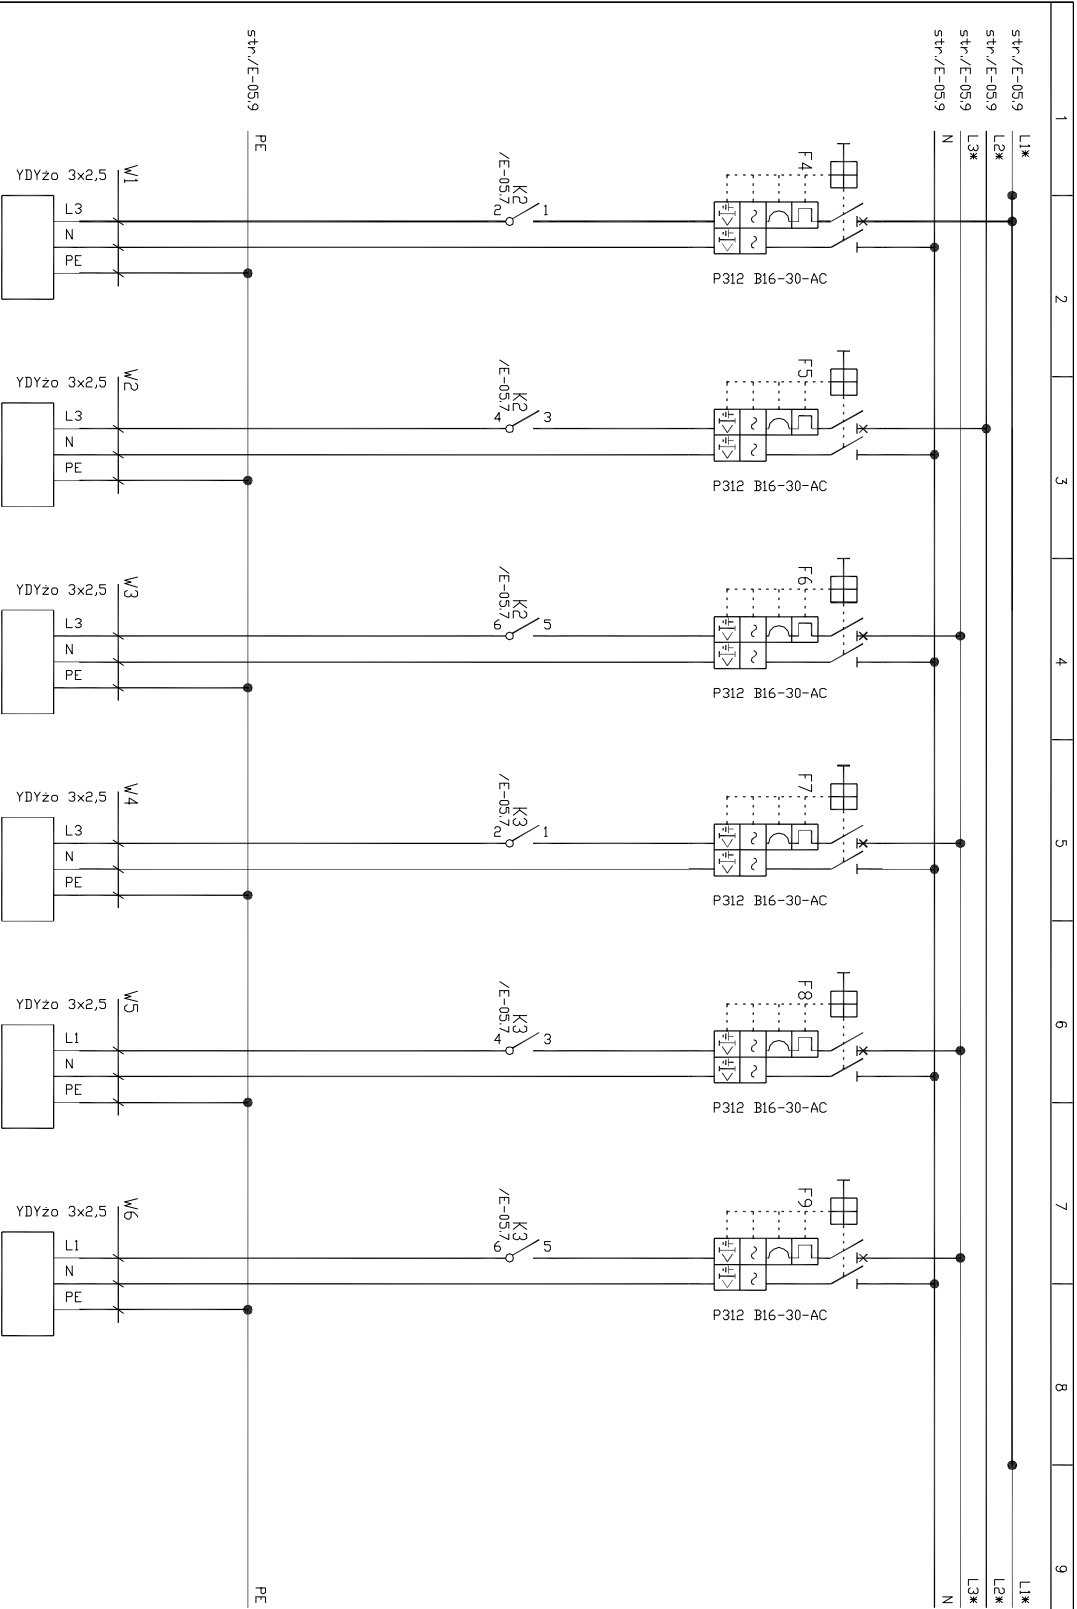 1
2
3
4
5
6
7
8
9
str./E-05.9
L1*
L1*
str./E-05.9
L2*
L2*
str./E-05.9
L3*
L3*
str./E-05.9
N
N
F4
P312 B16-30-AC
K2
/E-05.7
1
2
W1
YDYżo 3x2,5
L3
N
PE
F5
P312 B16-30-AC
K2
/E-05.7
3
4
W2
YDYżo 3x2,5
L3
N
PE
F6
P312 B16-30-AC
K2
/E-05.7
5
6
W3
YDYżo 3x2,5
L3
N
PE
F7
P312 B16-30-AC
K3
/E-05.7
1
2
W4
YDYżo 3x2,5
L3
N
PE
F8
P312 B16-30-AC
K3
/E-05.7
3
4
W5
YDYżo 3x2,5
L1
N
PE
F9
P312 B16-30-AC
K3
/E-05.7
5
6
W6
YDYżo 3x2,5
L1
N
PE
str./E-05.9
PE
PE